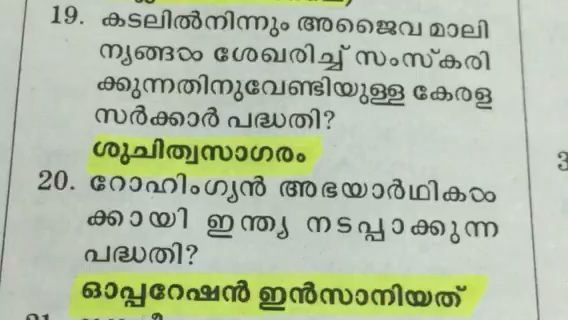 19. കടലിൽനിന്നും അജൈവ മാലി
ന്യങ്ങൾ ശേഖരിച്ച് സംസ്കരി
ക്കുന്നതിനുവേണ്ടിയുള്ള കേരള
സർക്കാർ പദ്ധതി?
ശുചിത്വസാഗരം
20. റോഹിംഗ്യൻ അഭയാർഥികൾ
ക്കായി ഇന്ത്യ നടപ്പാക്കുന്ന
പദ്ധതി?
ഓപ്പറേഷൻ ഇൻസാനിയത്
3